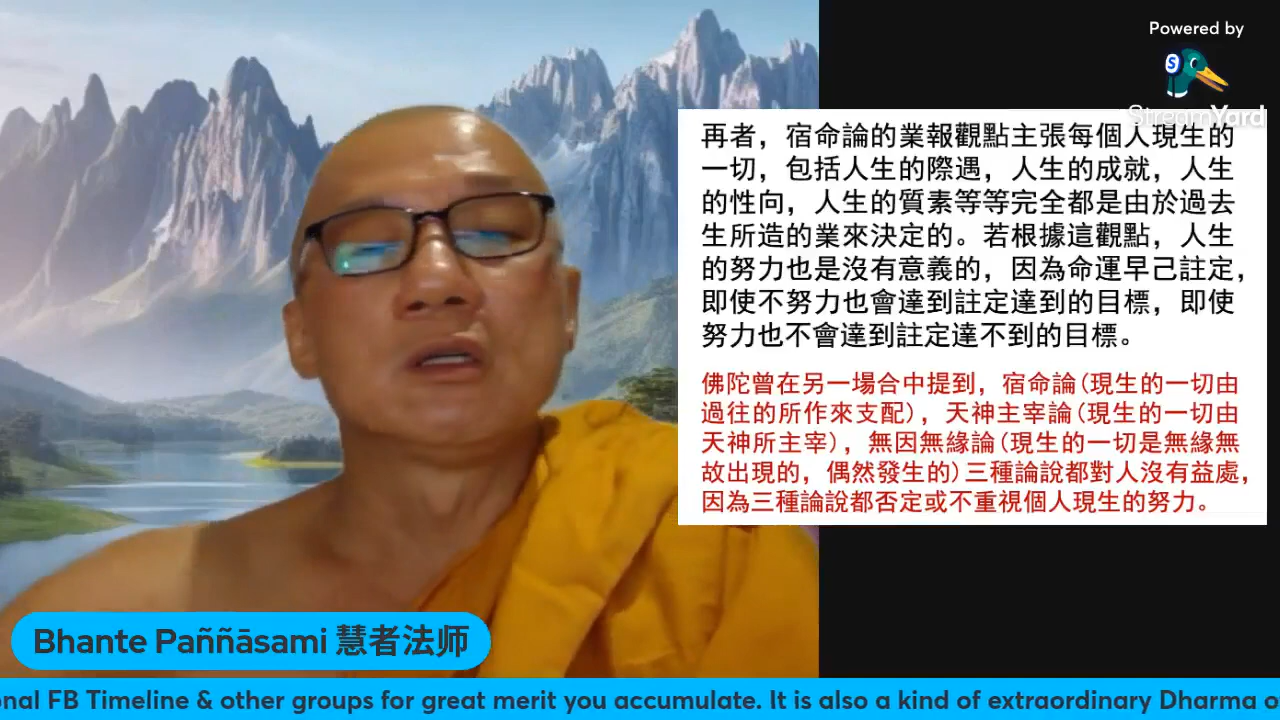 Powered by
StreamYard
再者，宿命論的業報觀點主張每個人現生的
一切，包括人生的際遇，人生的成就，人生
的性向，人生的質素等等完全都是由於過去
生所造的業來決定的。若根據這觀點，人生
的努力也是沒有意義的，因為命運早己註定，
即使不努力也會達到註定達到的目標，即使
努力也不會達到註定達不到的目標。
佛陀曾在另一場合中提到，宿命論(現生的一切由
過往的所作來支配)，天神主宰論(現生的一切由
天神所主宰)，無因無緣論(現生的一切是無緣無
故出現的，偶然發生的)三種論說都對人沒有益處，
因為三種論說都否定或不重視個人現生的努力。
Bhante Paññāsami 慧者法师
onal FB Timeline & other groups for great merit you accumulate. It is also a kind of extraordinary Dharma o